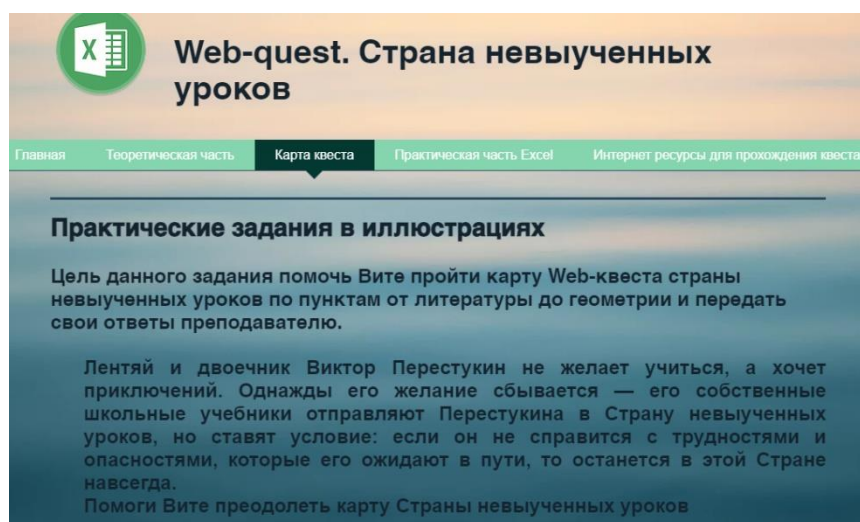 X
Web-quest. Страна невыученных
уроков
Главная Теоретическая часть Карта квеста Практическая часть Excel Интернет ресурсы для прохождения квеста
Практические задания в иллюстрациях
Цель данного задания помочь Вите пройти карту Web-квеста страны
невыученных уроков по пунктам от литературы до геометрии и передать
свои ответы преподавателю.
Лентяй и двоечник Виктор Перестукин не желает учиться, а хочет
приключений. Однажды его желание сбывается — его собственные
школьные учебники отправляют Перестукина в Страну невыученных
уроков, но ставят условие: если он не справится с трудностями и
опасностями, которые его ожидают в пути, то останется в этой Стране
навсегда.
Помоги Вите преодолеть карту Страны невыученных уроков